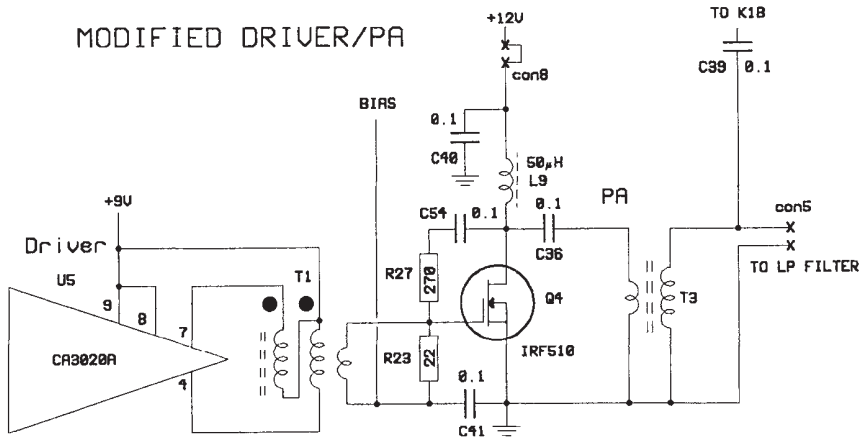 MODIFIED DRIVER/PA
+12V
con8
TO K1B
C39
0.1
BIAS
0.1
C40
50µH
L9
PA
con5
+9V
C54
0.1
0.1
C36
Driver
U5
T1
R27
270
Q4
TO LP FILTER
T3
9
8
7
CA3020A
4
R23
22
IRF510
0.1
C41